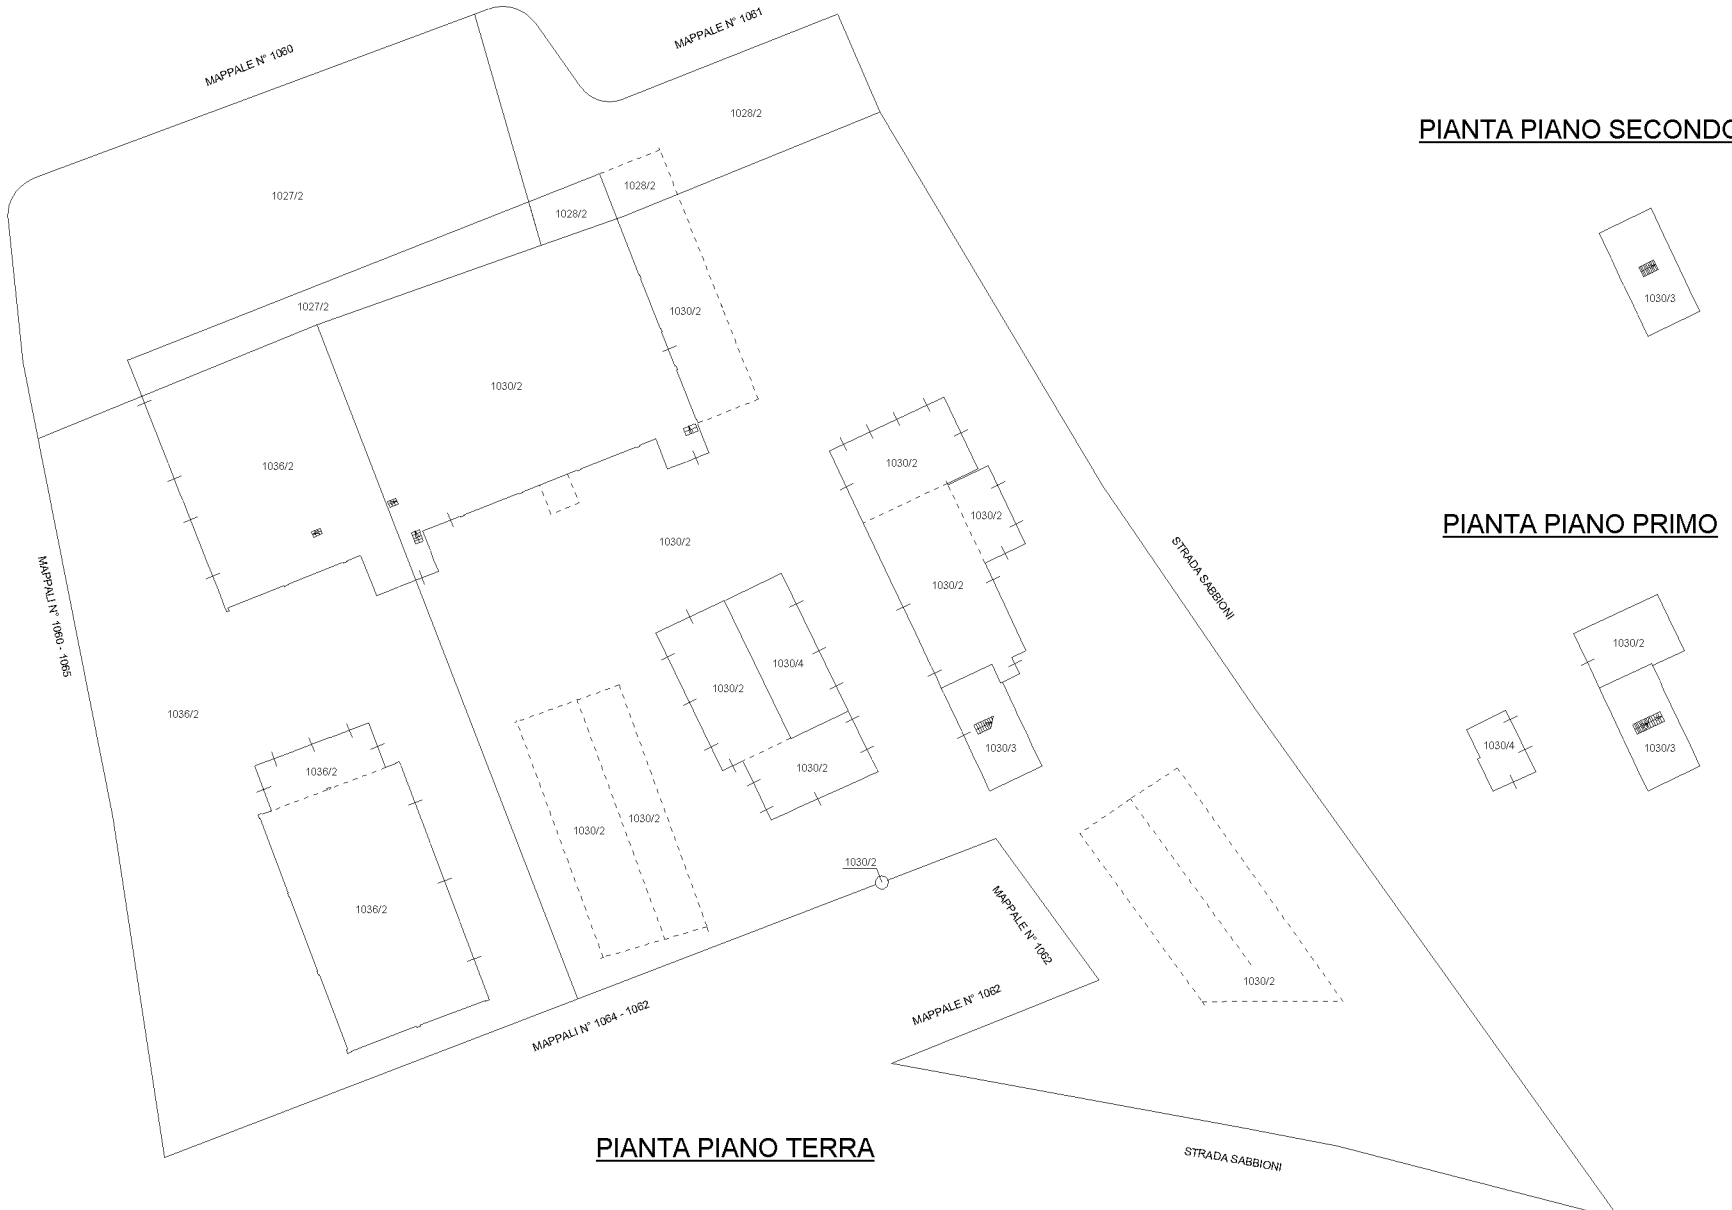 MAPPALE N° 1060
MAPPALE N° 1061
1028/2
PIANTA PIANO SECONDO
1027/2
1028/2
1028/2
1030/3
1027/2
1030/2
1030/2
1036/2
1030/2
1030/2
1030/2
PIANTA PIANO PRIMO
STRADA SABBIONI
1030/2
MAPPALI N° 1060 - 1065
1030/2
1030/4
1030/2
1036/2
1030/3
1030/4
1030/3
1036/2
1030/2
1030/2
1030/2
1030/2
1036/2
MAPPALE N° 1062
1030/2
MAPPALE N° 1062
MAPPALI N° 1064 - 1062
PIANTA PIANO TERRA
STRADA SABBIONI